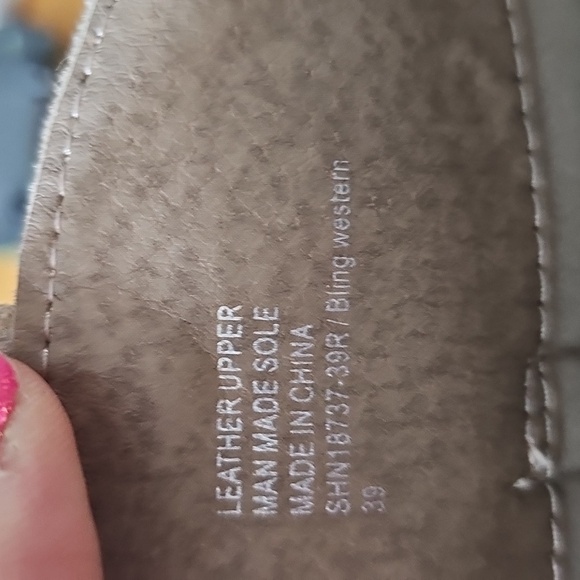 LEATHER UPPER
MAN MADE SOLE
MADE IN CHINA
SHN18737-39R / Bling western
39